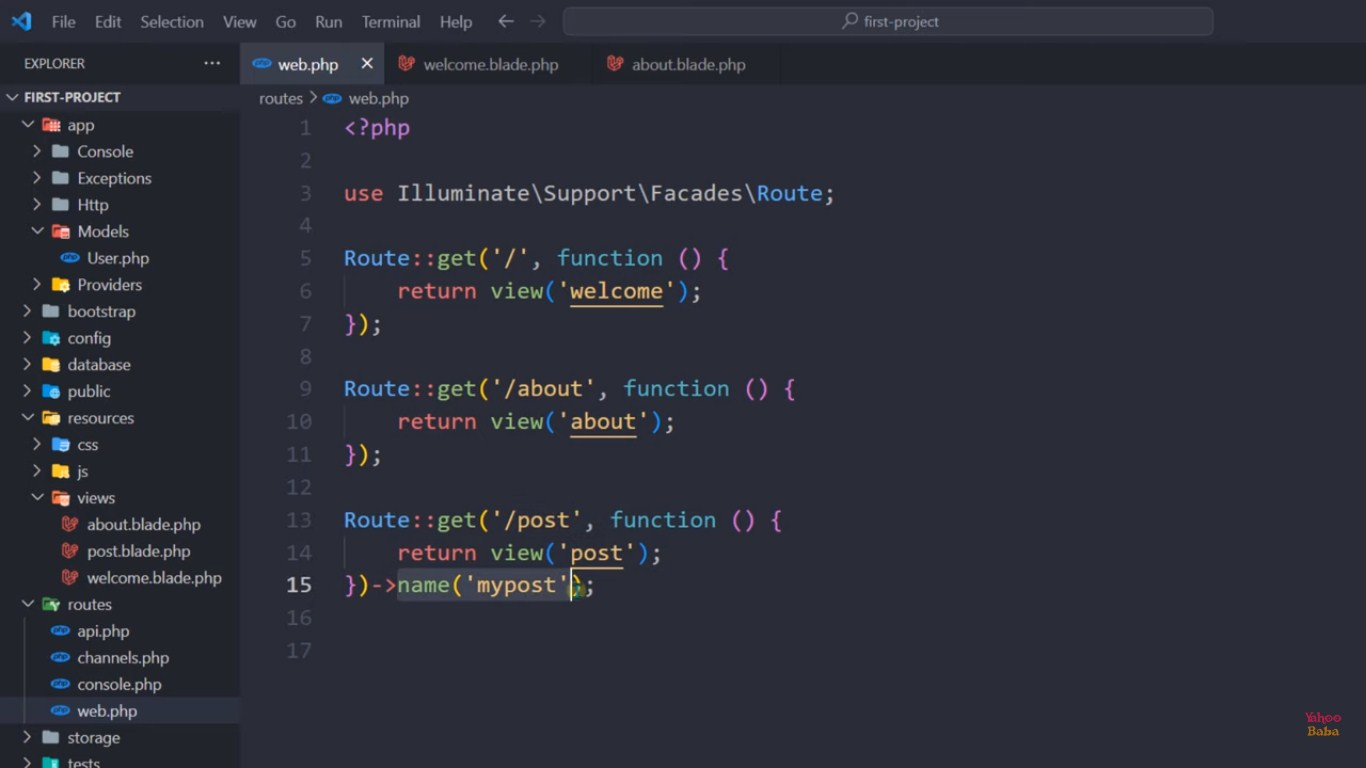 File Edit Selection View Go Run Terminal Help first-project
EXPLORER ... web.php welcome.blade.php about.blade.php
FIRST-PROJECT
app
Console
Exceptions
Http
Models
User.php
Providers
bootstrap
config
database
public
resources
css
js
views
about.blade.php
post.blade.php
welcome.blade.php
routes
api.php
channels.php
console.php
web.php
storage
tests
routes > web.php
1 <?php
2
3 use Illuminate\Support\Facades\Route;
4
5 Route::get('/', function () {
6 return view('welcome');
7 });
8
9 Route::get('/about', function () {
10 return view('about');
11 });
12
13 Route::get('/post', function () {
14 return view('post');
15 })->name('mypost');
16
17
Yahoo
Baba